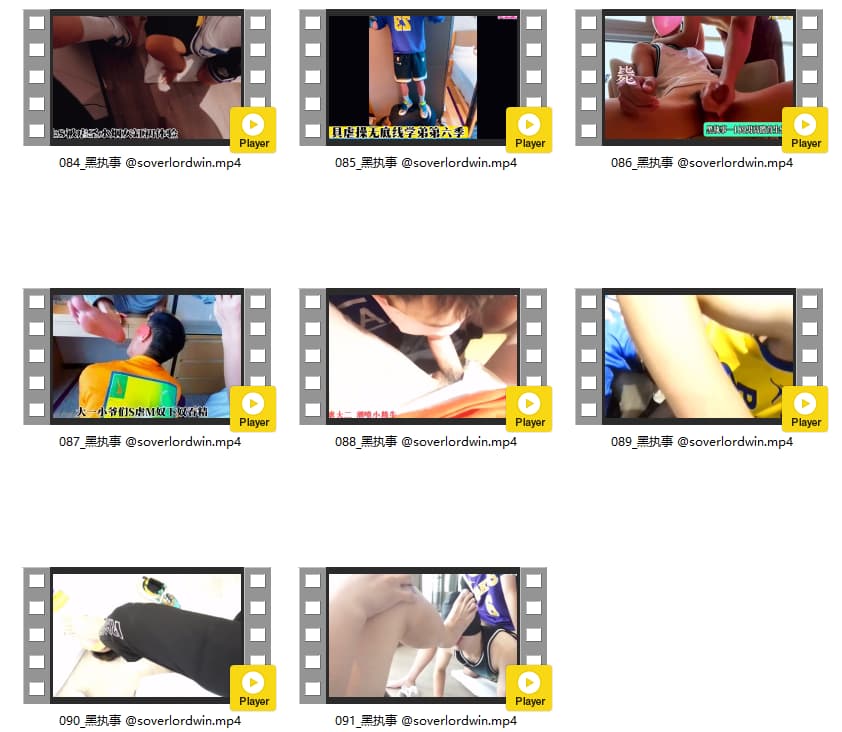 具虐操无底线学弟第六季
Player
Player
Player
084_黑执事 @soverlordwin.mp4
085_黑执事 @soverlordwin.mp4
086_黑执事 @soverlordwin.mp4
大一小爷们S虐M奴下奴吞精
Player
Player
Player
087_黑执事 @soverlordwin.mp4
088_黑执事 @soverlordwin.mp4
089_黑执事 @soverlordwin.mp4
Player
Player
090_黑执事 @soverlordwin.mp4
091_黑执事 @soverlordwin.mp4